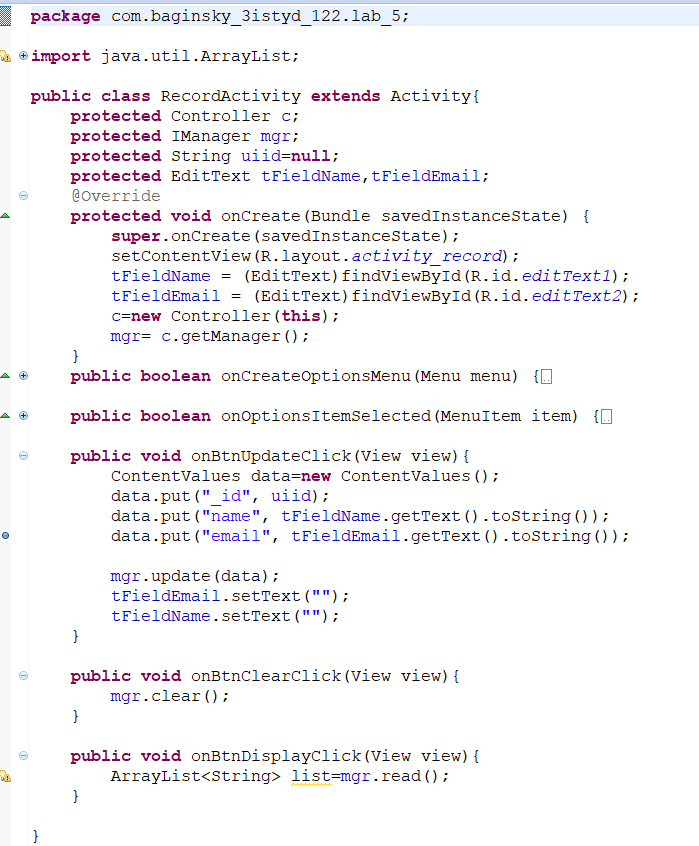 package com.baginsky_3istyd_122.lab_5;
import java.util.ArrayList;
public class RecordActivity extends Activity{
protected Controller c;
protected IManager mgr;
protected String uiid=null;
protected EditText tFieldName,tFieldEmail;
@Override
protected void onCreate(Bundle savedInstanceState) {
super.onCreate(savedInstanceState);
setContentView(R.layout.activity_record);
tFieldName = (EditText)findViewById(R.id.editText1);
tFieldEmail = (EditText)findViewById(R.id.editText2);
c=new Controller(this);
mgr= c.getManager();
}
public boolean onCreateOptionsMenu(Menu menu) {
public boolean onOptionsItemSelected(MenuItem item) {
public void onBtnUpdateClick(View view){
ContentValues data=new ContentValues();
data.put("_id", uiid);
data.put("name", tFieldName.getText().toString());
data.put("email", tFieldEmail.getText().toString());
mgr.update(data);
tFieldEmail.setText("");
tFieldName.setText("");
}
public void onBtnClearClick(View view){
mgr.clear();
}
public void onBtnDisplayClick(View view){
ArrayList<String> list=mgr.read();
}
}